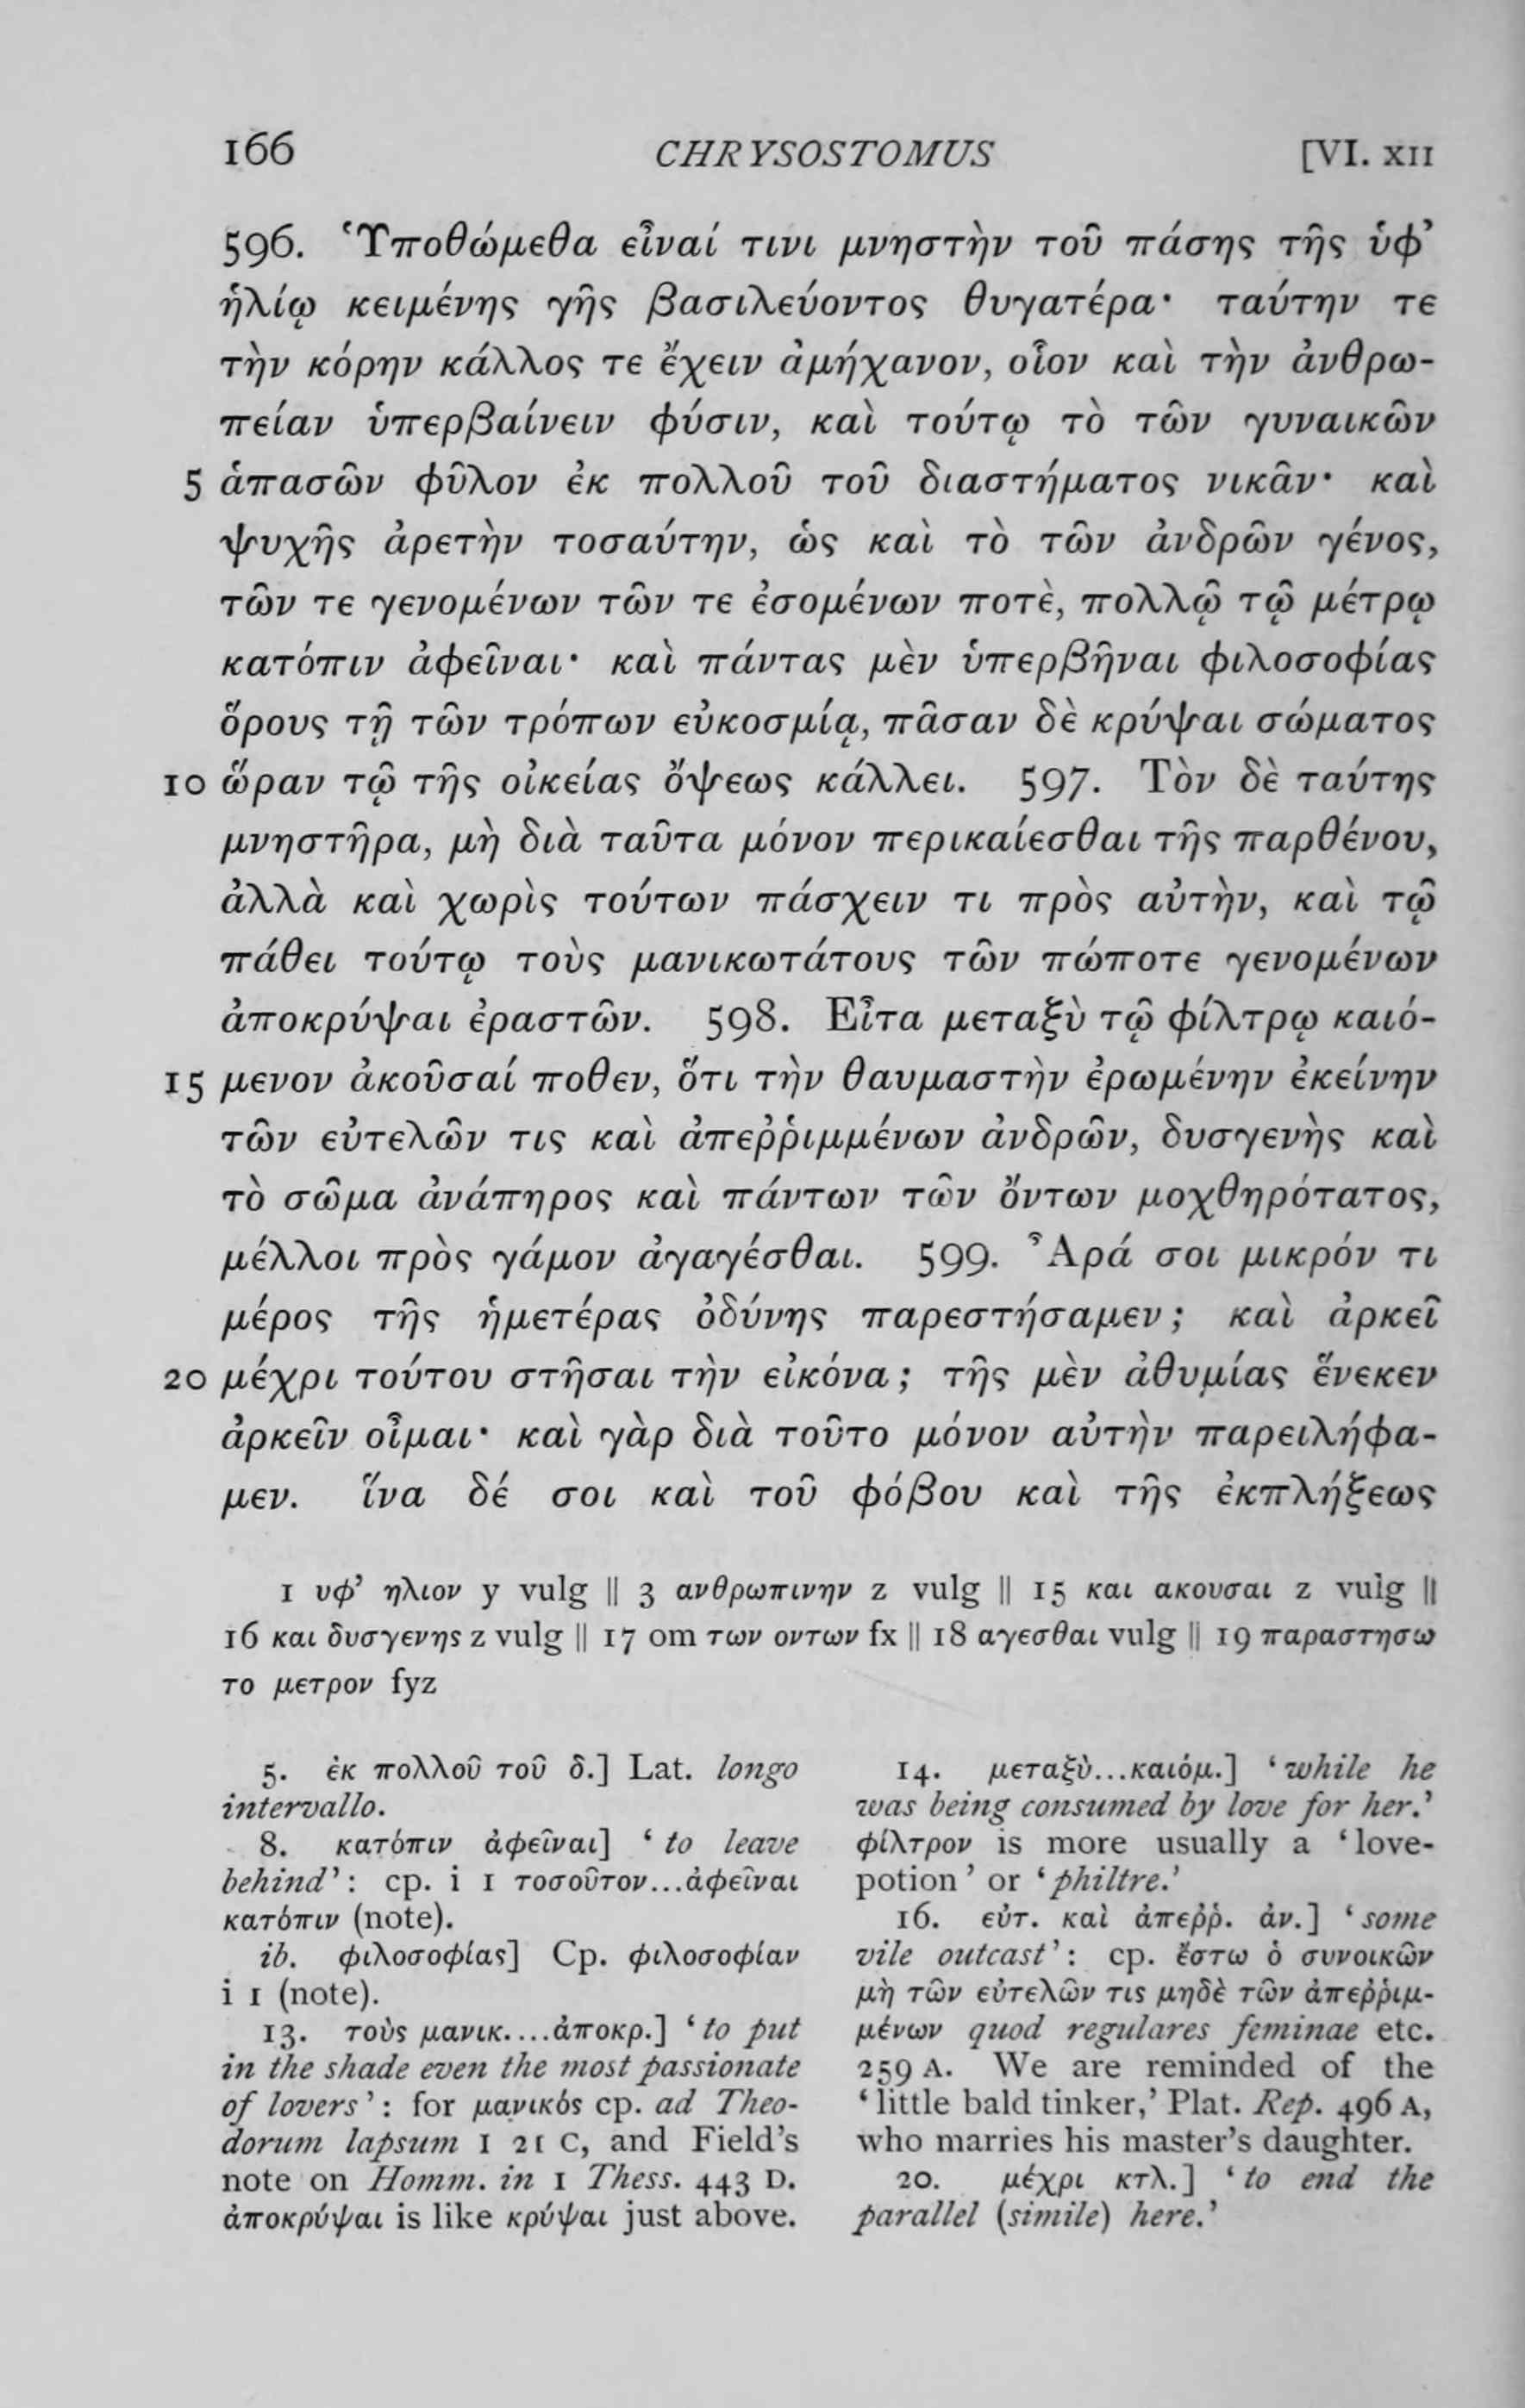 166 CHRYSOSTOMUS [VI. XII
596. Ὑποθώμεθα εἶναί τινι μνηστὴν τοῦ πάσης τῆς ὑφ’
ἡλίῳ κειμένης γῆς βασιλεύοντος θυγατέρα· ταύτην τε
τὴν κόρην κάλλος τε ἔχειν ἀμήχανον, οἷον καὶ τὴν ἀνθρω-
πείαν ὑπερβαίνειν φύσιν, καὶ τούτῳ τὸ τῶν γυναικῶν
5 ἁπασῶν φῦλον ἐκ πολλοῦ τοῦ διαστήματος νικᾶν· καὶ
ψυχῆς ἀρετὴν τοσαύτην, ὡς καὶ τὸ τῶν ἀνδρῶν γένος,
τῶν τε γενομένων τῶν τε ἐσομένων ποτὲ, πολλῷ τῷ μέτρῳ
κατόπιν ἀφεῖναι· καὶ πάντας μὲν ὑπερβῆναι φιλοσοφίας
ὅρους τῇ τῶν τρόπων εὐκοσμίᾳ, πᾶσαν δὲ κρύψαι σώματος
10 ὥραν τῷ τῆς οἰκείας ὄψεως κάλλει. 597. Τὸν δὲ ταύτης
μνηστῆρα, μὴ διὰ ταῦτα μόνον περικαίεσθαι τῆς παρθένου,
ἀλλὰ καὶ χωρὶς τούτων πάσχειν τι πρὸς αὐτὴν, καὶ τῷ
πάθει τούτῳ τοὺς μανικωτάτους τῶν πώποτε γενομένων
ἀποκρύψαι ἐραστῶν. 598. Εἶτα μεταξὺ τῷ φίλτρῳ καιό-
15 μενον ἀκοῦσαί ποθεν, ὅτι τὴν θαυμαστὴν ἐρωμένην ἐκείνην
τῶν εὐτελῶν τις καὶ ἀπεῤῥιμμένων ἀνδρῶν, δυσγενὴς καὶ
τὸ σῶμα ἀνάπηρος καὶ πάντων τῶν ὄντων μοχθηρότατος,
μέλλοι πρὸς γάμον ἀγαγέσθαι. 599. Ἆρά σοι μικρόν τι
μέρος τῆς ἡμετέρας ὀδύνης παρεστήσαμεν; καὶ ἀρκεῖ
20 μέχρι τούτου στῆσαι τὴν εἰκόνα; τῆς μὲν ἀθυμίας ἕνεκεν
ἀρκεῖν οἶμαι· καὶ γὰρ διὰ τοῦτο μόνον αὐτὴν παρειλήφα-
μεν. ἵνα δέ σοι καὶ τοῦ φόβου καὶ τῆς ἐκπλήξεως
1 υφ’ ηλιον y vulg || 3 ανθρωπινην z vulg || 15 και ακουσαι z vulg ||
16 και δυσγενης z vulg || 17 om των οντων fx || 18 αγεσθαι vulg || 19 παραστησω
το μετρον fyz
5. ἐκ πολλοῦ τοῦ δ.] Lat. longo
intervallo.
8. κατόπιν ἀφεῖναι] ‘to leave
behind’: cp. i 1 τοσοῦτον...ἀφεῖναι
κατόπιν (note).
ib. φιλοσοφίας] Cp. φιλοσοφίαν
i 1 (note).
13. τοὺς μανικ....ἀποκρ.] ‘to put
in the shade even the most passionate
of lovers’: for μανικός cp. ad Theo-
dorum lapsum I 21 C, and Field’s
note on Homm. in 1 Thess. 443 D.
ἀποκρύψαι is like κρύψαι just above.
14. μεταξὺ...καιόμ.] ‘while he
was being consumed by love for her.’
φίλτρον is more usually a ‘love-
potion’ or ‘philtre.’
16. εὐτ. καὶ ἀπεῤῥ. ἀν.] ‘some
vile outcast’: cp. ἔστω ὁ συνοικῶν
μὴ τῶν εὐτελῶν τις μηδὲ τῶν ἀπεῤῥιμ-
μένων quod regulares feminae etc.
259 A. We are reminded of the
‘little bald tinker,’ Plat. Rep. 496 A,
who marries his master’s daughter.
20. μέχρι κτλ.] ‘to end the
parallel (simile) here.’